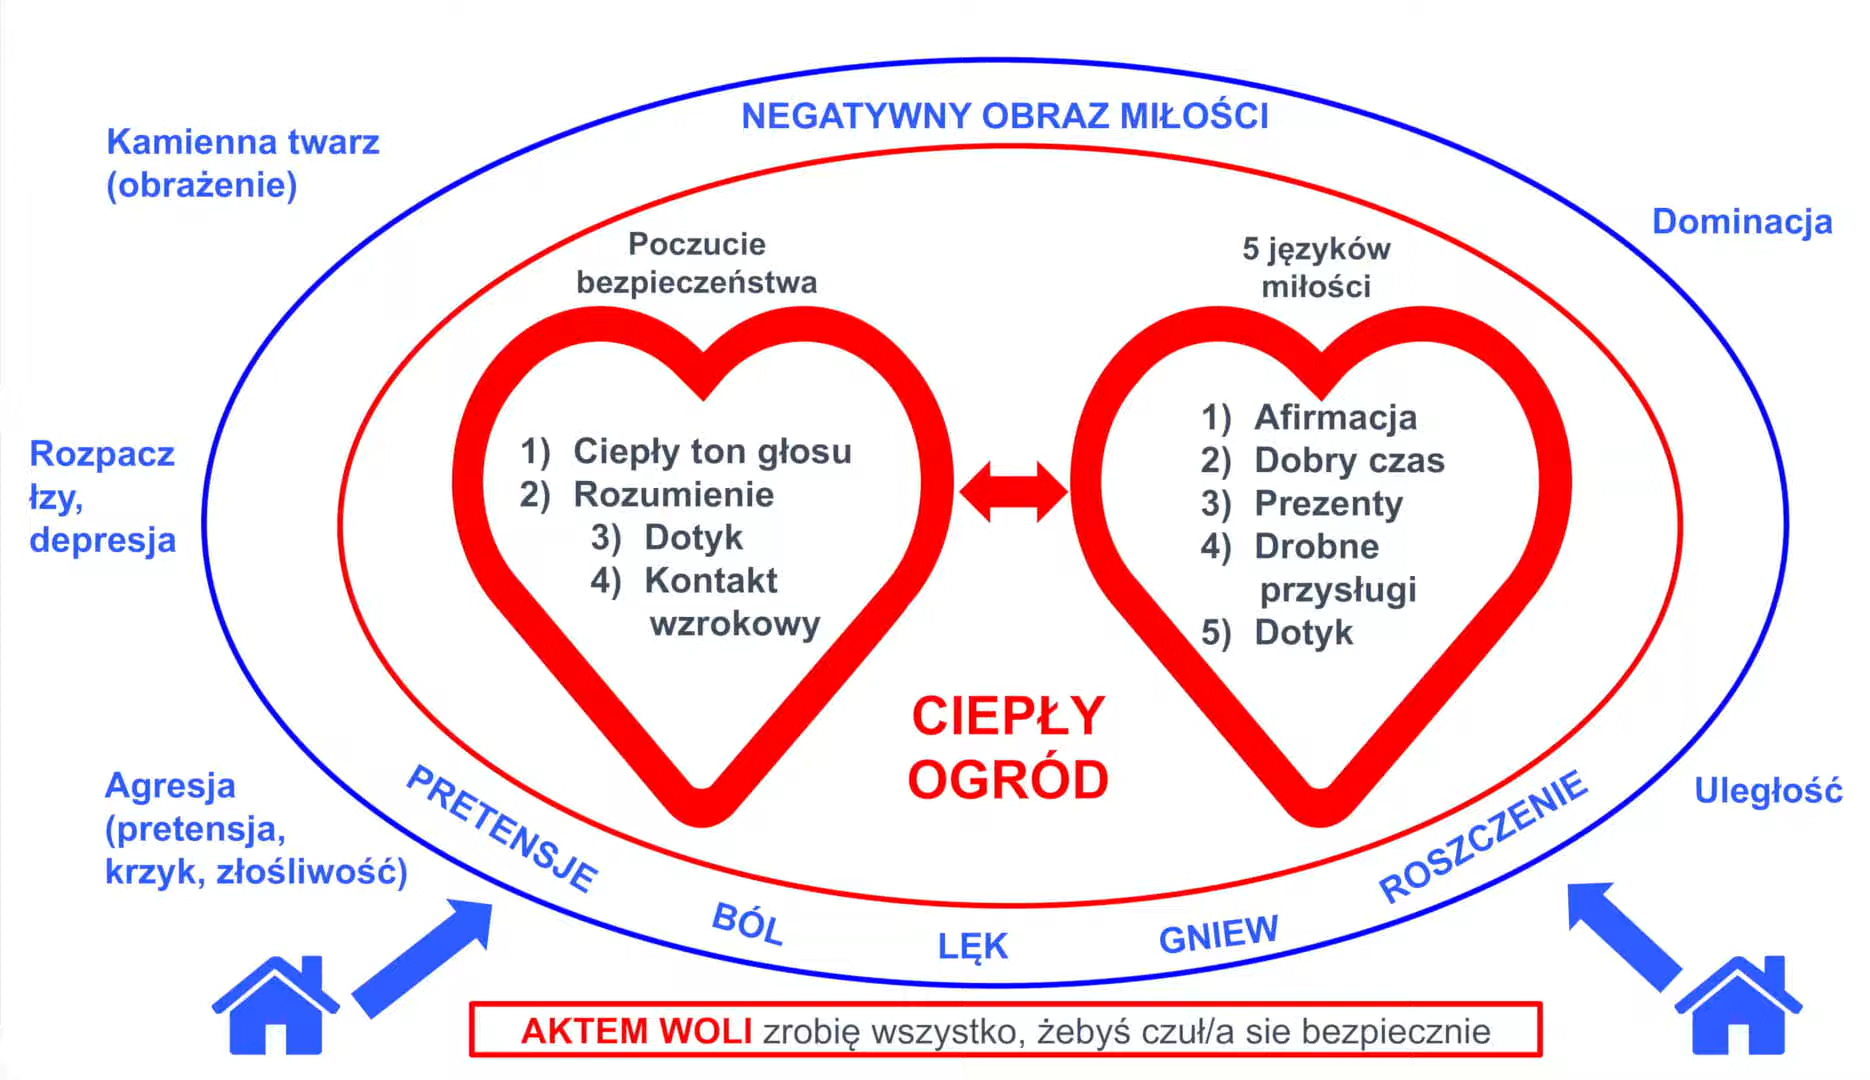 NEGATYWNY OBRAZ MIŁOŚCI
Kamienna twarz
(obrażenie)
Dominacja
Poczucie
bezpieczeństwa
5 języków
miłości
1) Ciepły ton głosu
2) Rozumienie
3) Dotyk
4) Kontakt
wzrokowy
1) Afirmacja
2) Dobry czas
3) Prezenty
4) Drobne
przysługi
5) Dotyk
Rozpacz
łzy,
depresja
CIEPŁY
OGRÓD
Agresja
(pretensja,
krzyk, złośliwość)
Uległość
PRETENSJE
BÓL
LĘK
GNIEW
ROSZCZENIE
AKTEM WOLI zrobię wszystko, żebyś czuł/a sie bezpiecznie